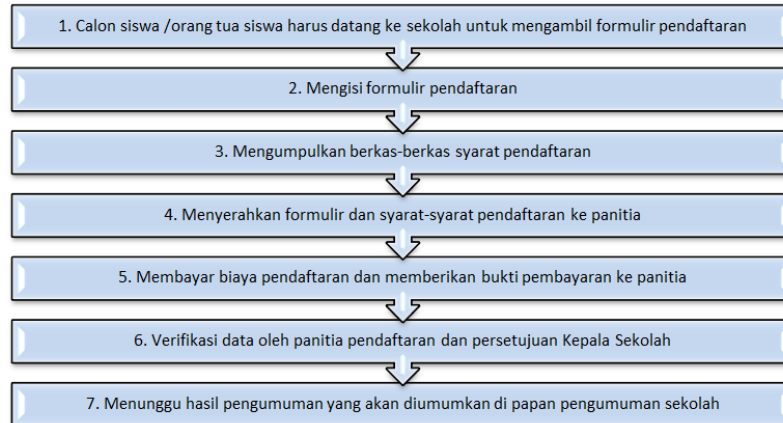 1. Calon siswa /orang tua siswa harus datang ke sekolah untuk mengambil formulir pendaftaran
2. Mengisi formulir pendaftaran
3. Mengumpulkan berkas-berkas syarat pendaftaran
4. Menyerahkan formulir dan syarat-syarat pendaftaran ke panitia
5. Membayar biaya pendaftaran dan memberikan bukti pembayaran ke panitia
6. Verifikasi data oleh panitia pendaftaran dan persetujuan Kepala Sekolah
7. Menunggu hasil pengumuman yang akan diumumkan di papan pengumuman sekolah